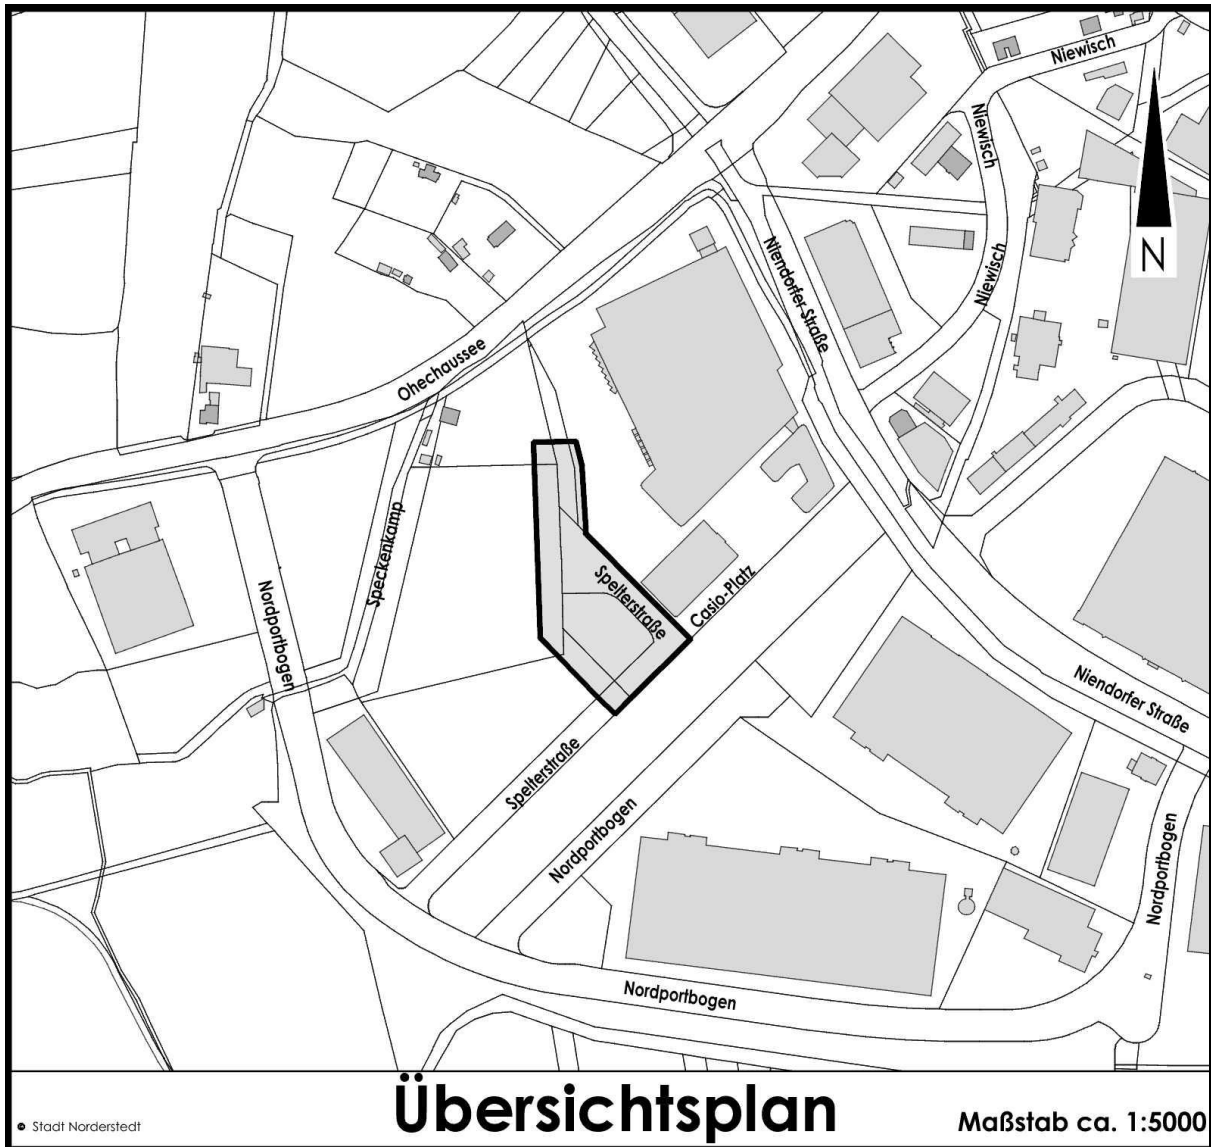 Niewisch
Niewisch
N
Niendorfer Straße
Niewisch
Ohechaussee
Speckenkamp
Spelterstraße
Casio-Platz
Nordportbogen
Niendorfer Straße
Spelterstraße
Nordportbogen
Nordportbogen
Nordportbogen
Übersichtsplan
© Stadt Norderstedt
Maßstab ca. 1:5000